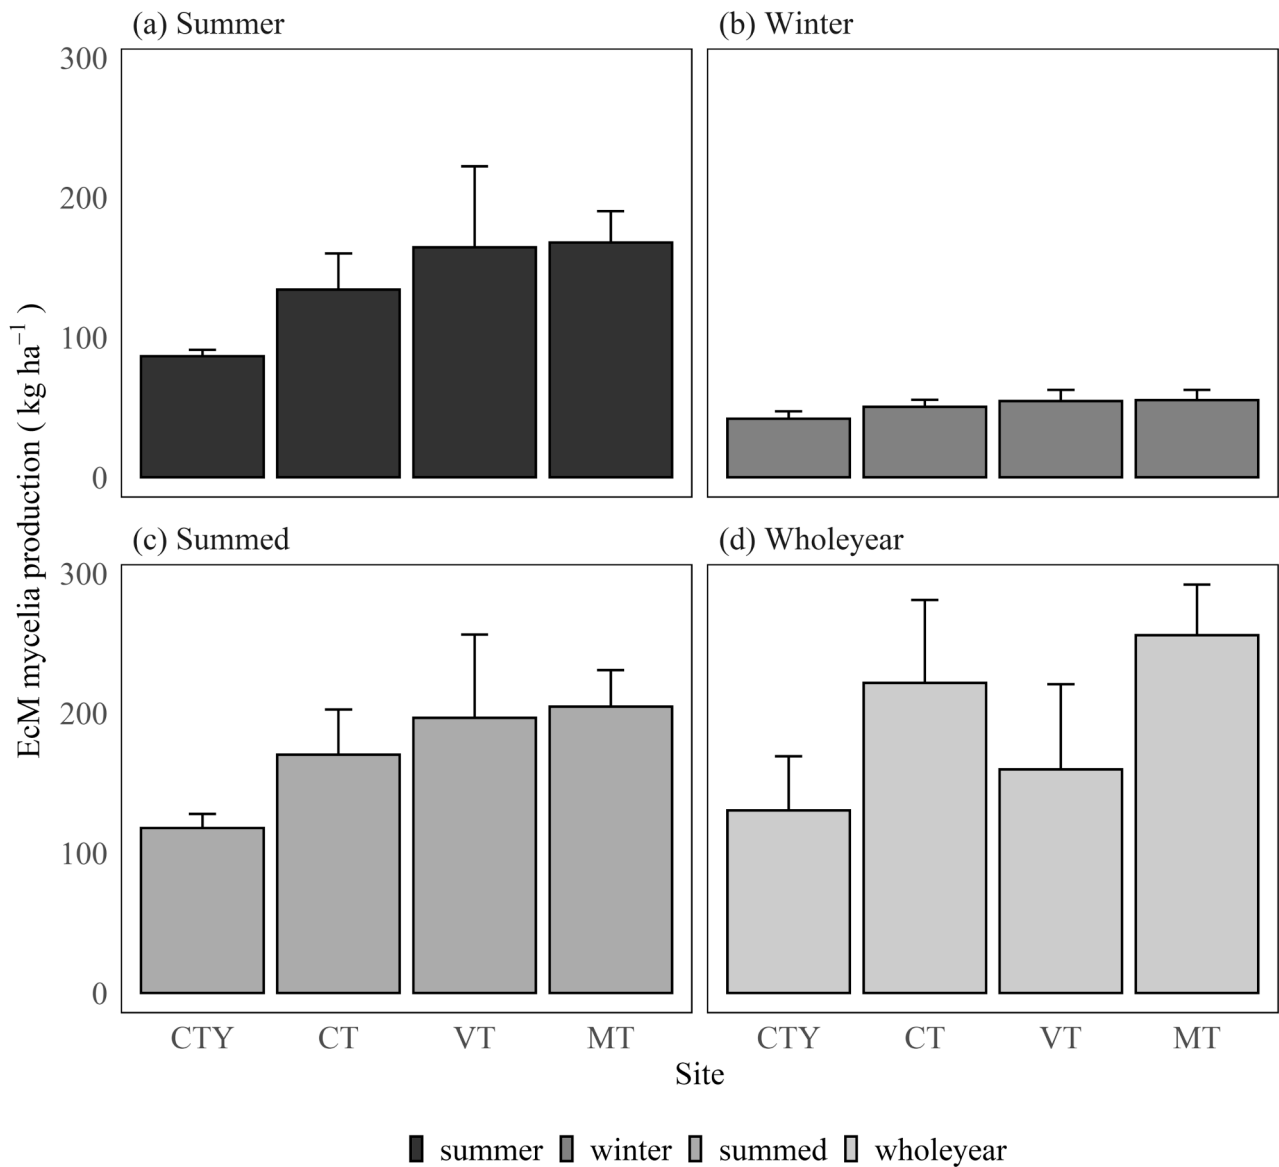 (a) Summer
(b) Winter
300
200
100
0
(c) Summed
(d) Wholeyear
300
200
100
0
EcM mycelia production ( kg ha⁻¹ )
CTY CT VT MT
CTY CT VT MT
Site
summer winter summed wholeyear